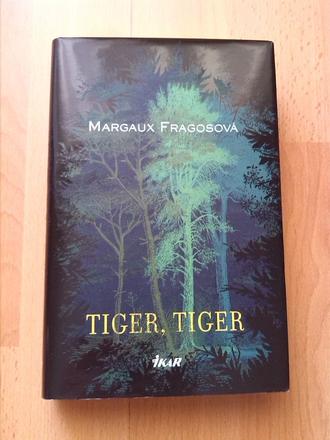 MARGAUX FRAGOSOVÁ
TIGER, TIGER
IKAR